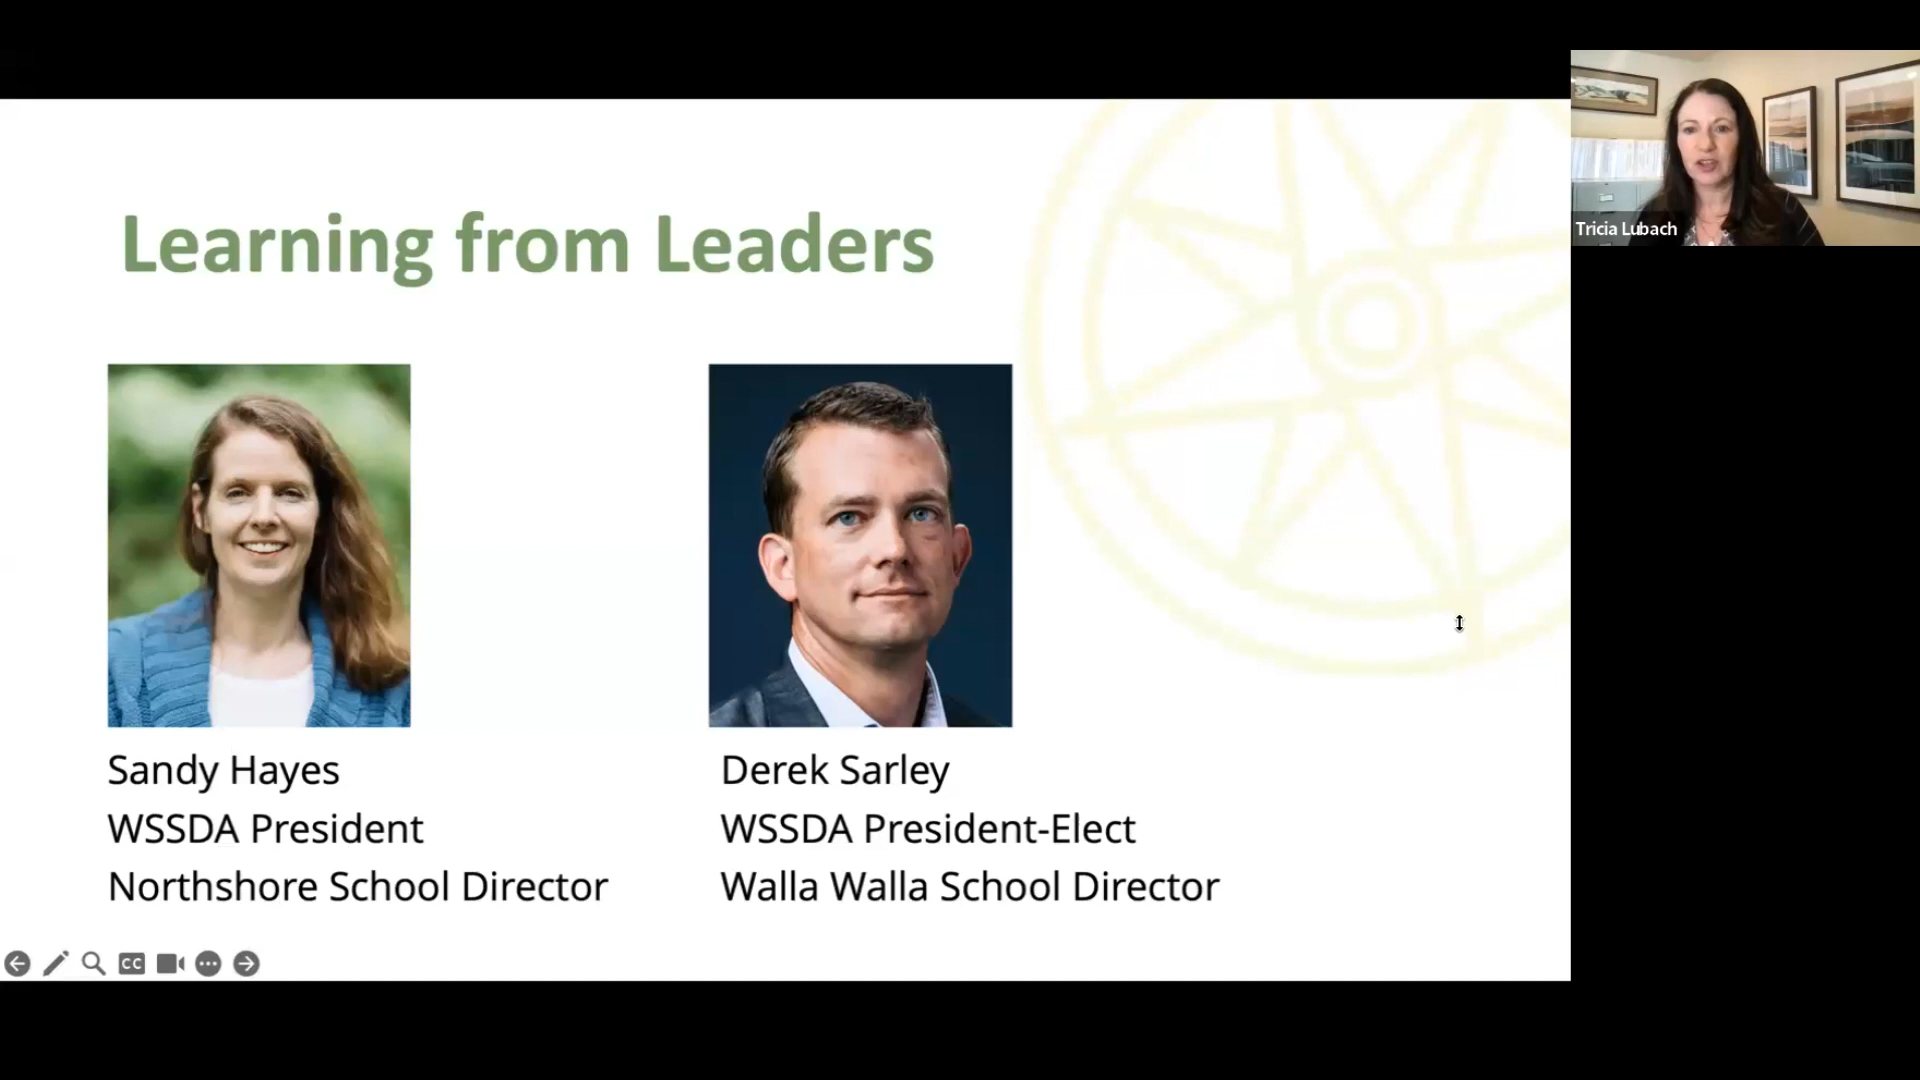 Learning from Leaders
Sandy Hayes
WSSDA President
Northshore School Director
Derek Sarley
WSSDA President-Elect
Walla Walla School Director
CC
Tricia Lubach